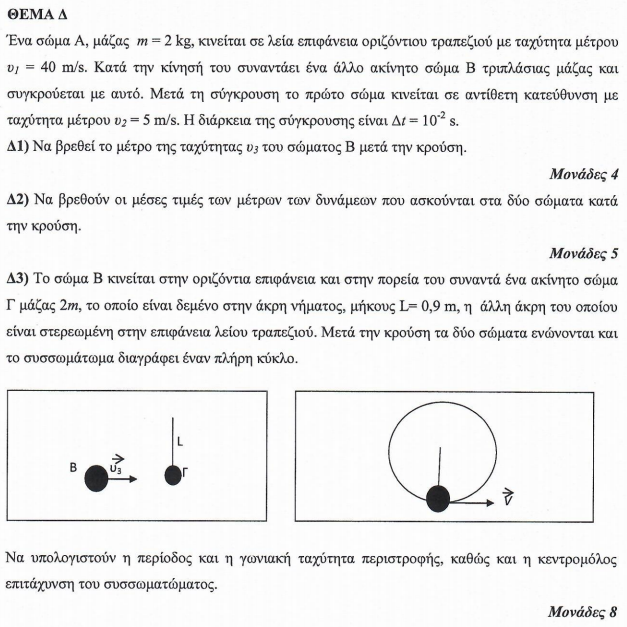 ΘΕΜΑ Δ
Ένα σώμα Α, μάζας m = 2 kg, κινείται σε λεία επιφάνεια οριζόντιου τραπεζιού με ταχύτητα μέτρου
υ1 = 40 m/s. Κατά την κίνησή του συναντάει ένα άλλο ακίνητο σώμα Β τριπλάσιας μάζας και
συγκρούεται με αυτό. Μετά τη σύγκρουση το πρώτο σώμα κινείται σε αντίθετη κατεύθυνση με
ταχύτητα μέτρου υ2 = 5 m/s. Η διάρκεια της σύγκρουσης είναι Δt = 10-2 s.
Δ1) Να βρεθεί το μέτρο της ταχύτητας υ3 του σώματος Β μετά την κρούση.
Μονάδες 4
Δ2) Να βρεθούν οι μέσες τιμές των μέτρων των δυνάμεων που ασκούνται στα δύο σώματα κατά
την κρούση.
Μονάδες 5
Δ3) Το σώμα Β κινείται στην οριζόντια επιφάνεια και στην πορεία του συναντά ένα ακίνητο σώμα
Γ μάζας 2m, το οποίο είναι δεμένο στην άκρη νήματος, μήκους L= 0,9 m, η άλλη άκρη του οποίου
είναι στερεωμένη στην επιφάνεια λείου τραπεζιού. Μετά την κρούση τα δύο σώματα ενώνονται και
το συσσωμάτωμα διαγράφει έναν πλήρη κύκλο.
L
Β υ3 Γ
V
Να υπολογιστούν η περίοδος και η γωνιακή ταχύτητα περιστροφής, καθώς και η κεντρομόλος
επιτάχυνση του συσσωματώματος.
Μονάδες 8